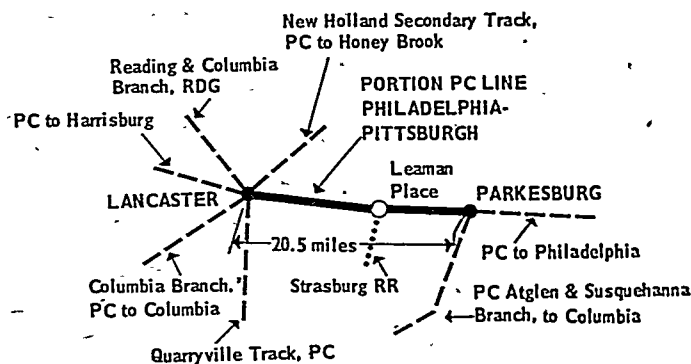 New Holland Secondary Track,
PC to Honey Brook
Reading & Columbia
Branch, RDG
PORTION PC LINE
PHILADELPHIA-
PITTSBURGH
PC to Harrisburg
Leaman
Place
LANCASTER
PARKESBURG
20.5 miles
PC to Philadelphia
Columbia Branch,
PC to Columbia
Strasburg RR
PC Atglen & Susquehanna
Branch, to Columbia
Quarryville Track, PC